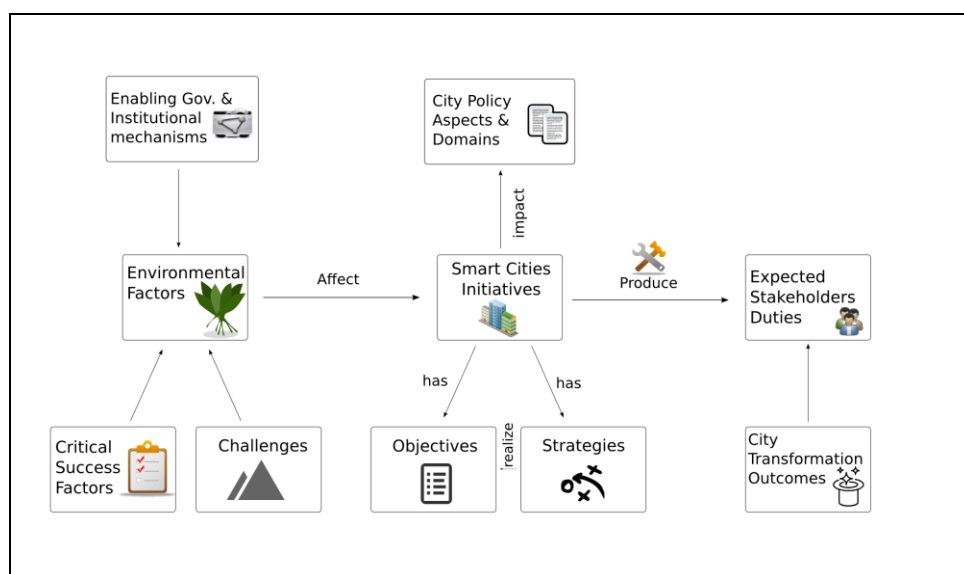 Enabling Gov. &
Institutional
mechanisms
City Policy
Aspects &
Domains
impact
Environmental
Factors
Affect
Smart Cities
Initiatives
Produce
Expected
Stakeholders
Duties
has
has
Critical
Success
Factors
Challenges
Objectives
realize
Strategies
City
Transformation
Outcomes